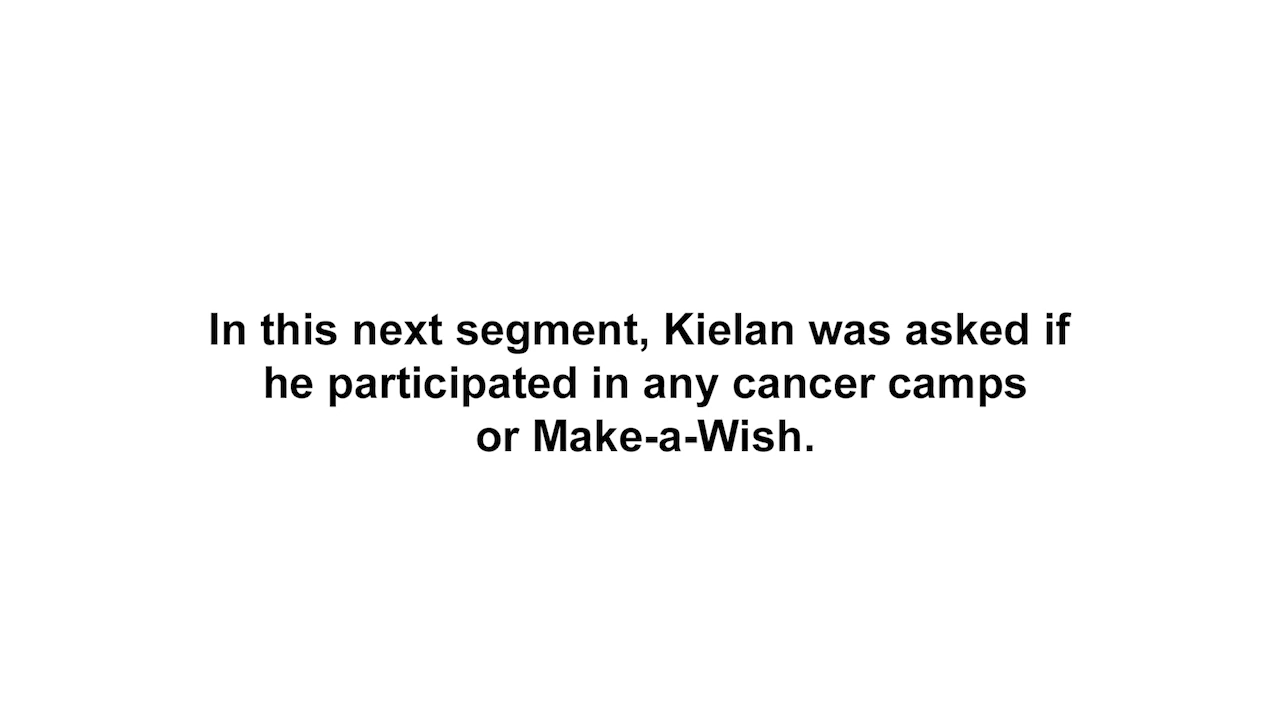 In this next segment, Kielan was asked if
he participated in any cancer camps
or Make-a-Wish.